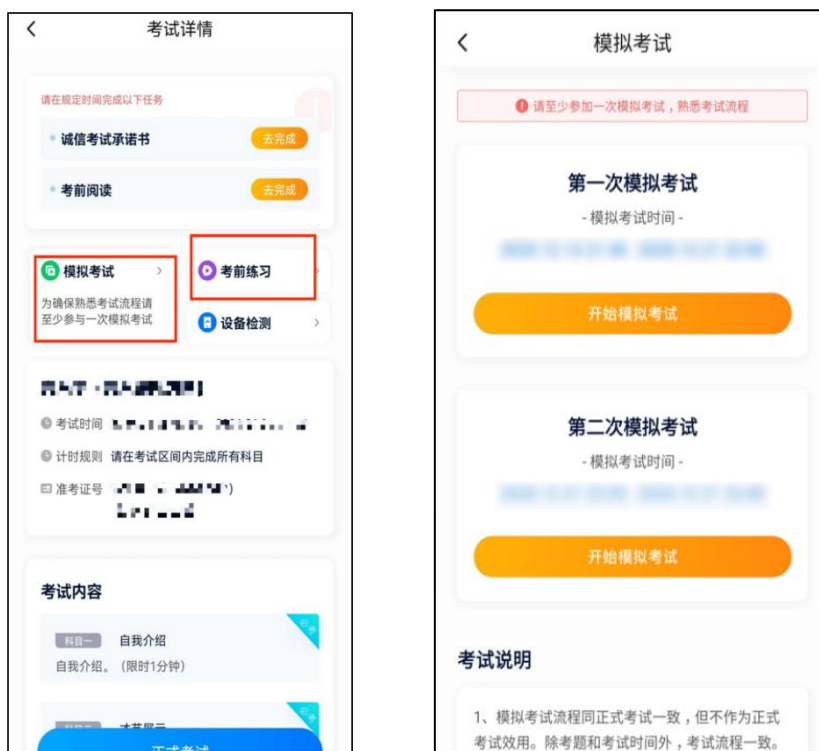 考试详情
请在规定时间完成以下任务
诚信考试承诺书
去完成
考前阅读
去完成
模拟考试
为确保熟悉考试流程请
至少参与一次模拟考试
考前练习
设备检测
考试时间
计时规则 请在考试区间内完成所有科目
准考证号
考试内容
必考
科目一 自我介绍
自我介绍。（限时1分钟）
必考
正式考试
模拟考试
请至少参加一次模拟考试，熟悉考试流程
第一次模拟考试
- 模拟考试时间 -
开始模拟考试
第二次模拟考试
- 模拟考试时间 -
开始模拟考试
考试说明
1、模拟考试流程同正式考试一致，但不作为正式
考试效用。除考题和考试时间外，考试流程一致。